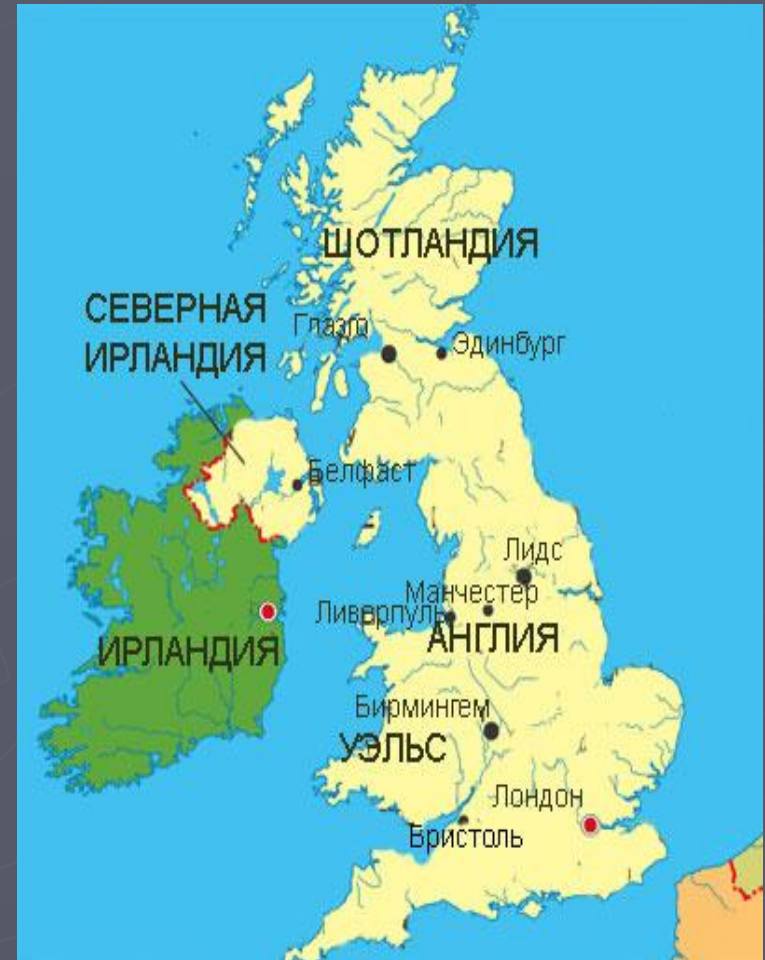 ШОТЛАНДИЯ
СЕВЕРНАЯ
ИРЛАНДИЯ
Глазго
Эдинбург
Белфаст
Лидс
Манчестер
Ливерпуль
АНГЛИЯ
ИРЛАНДИЯ
Бирмингем
УЭЛЬС
Лондон
Бристоль